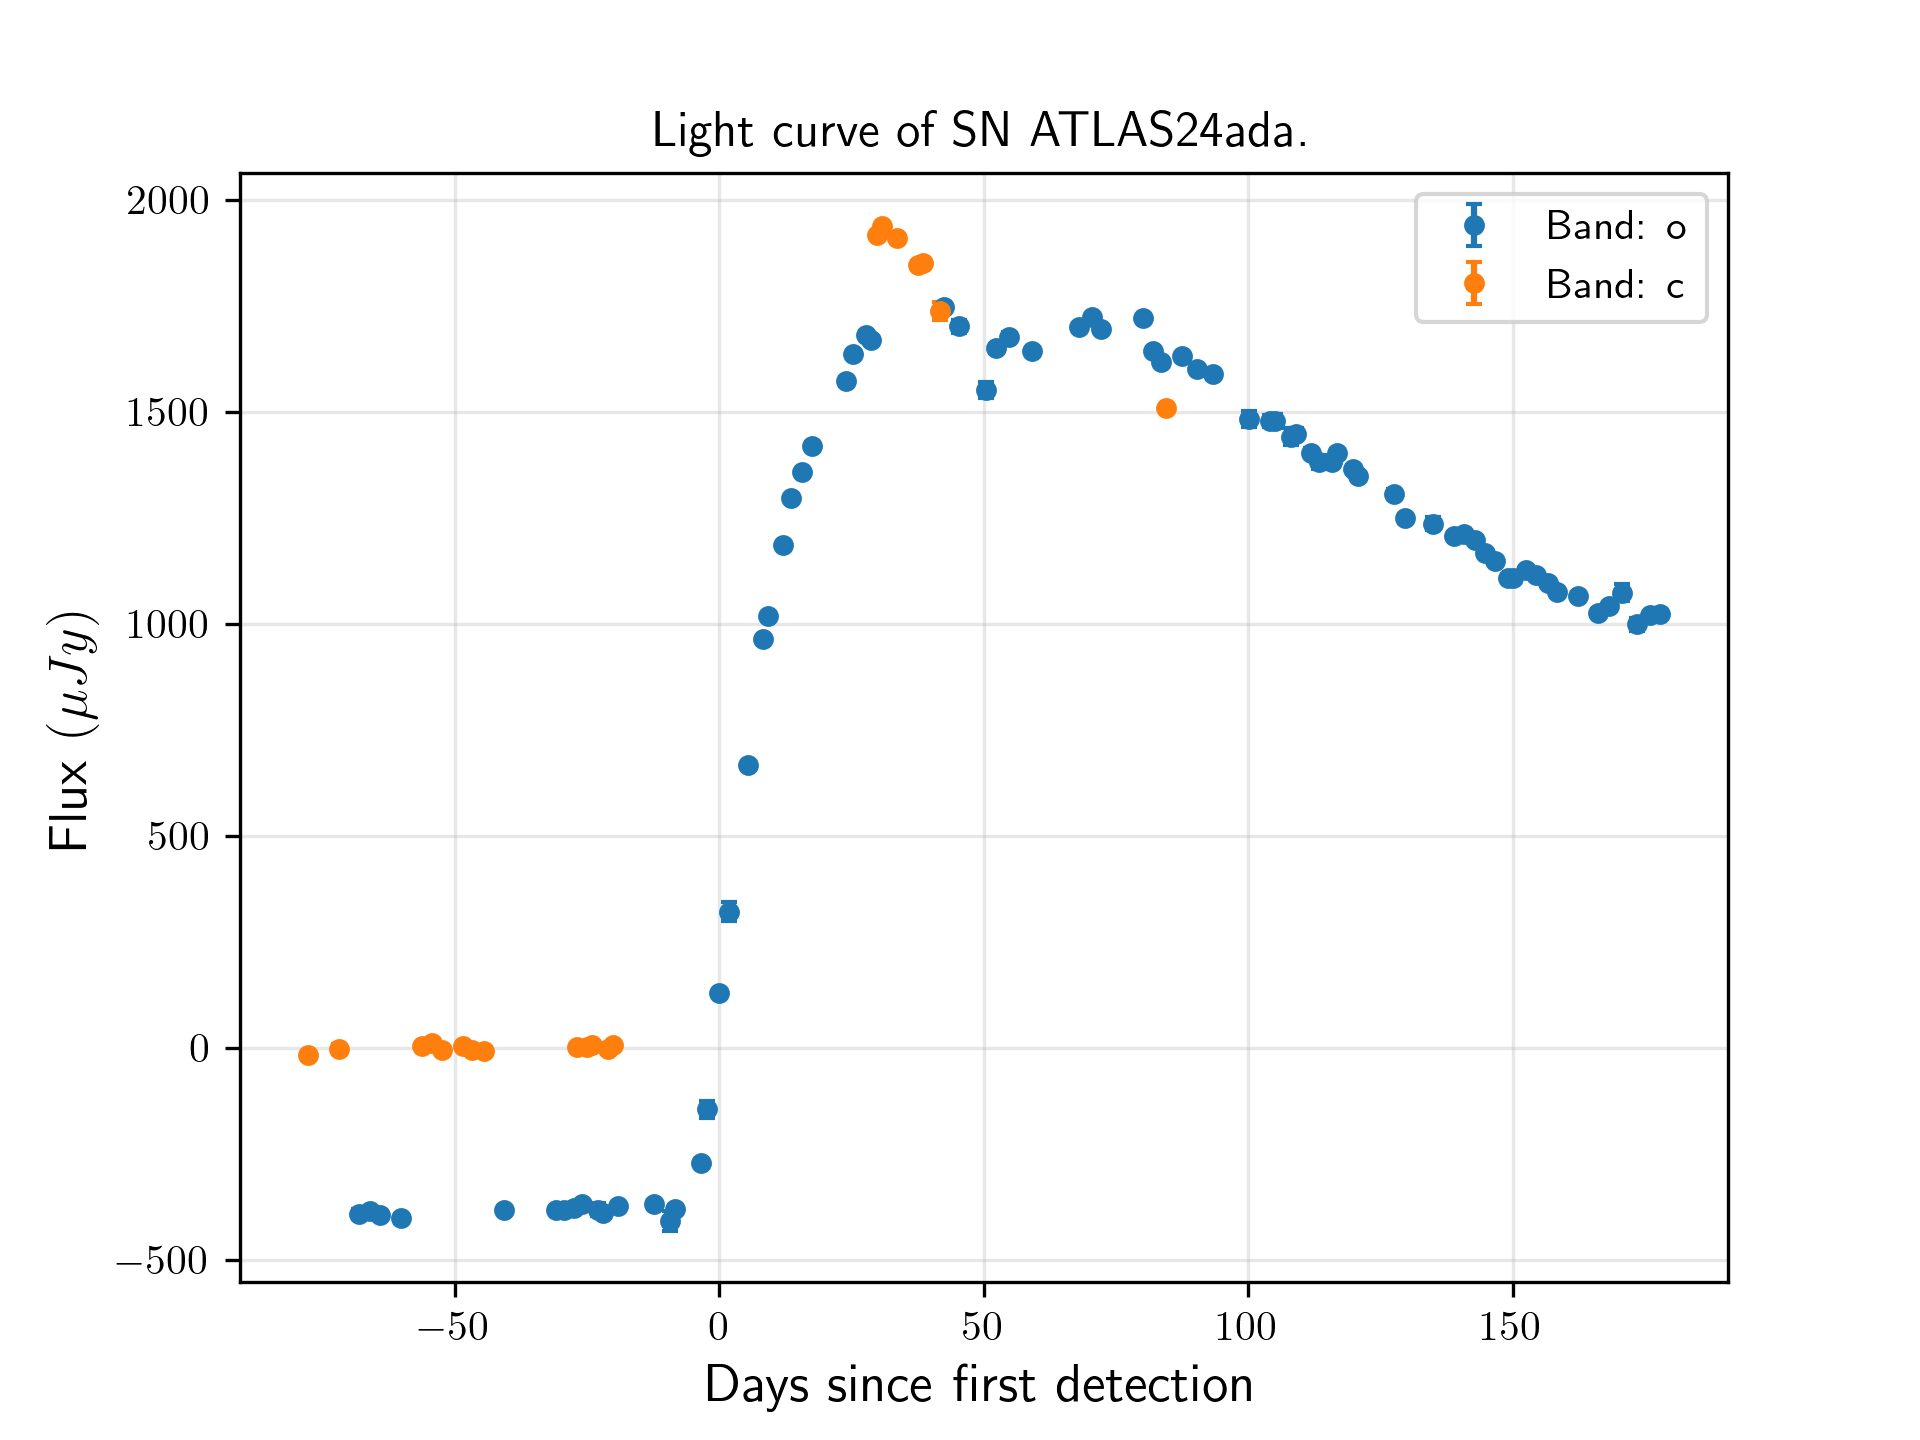 Light curve of SN ATLAS24ada.
Band: o
Band: c
2000
1500
1000
500
0
−500
Flux (μJy)
−50 0 50 100 150
Days since first detection